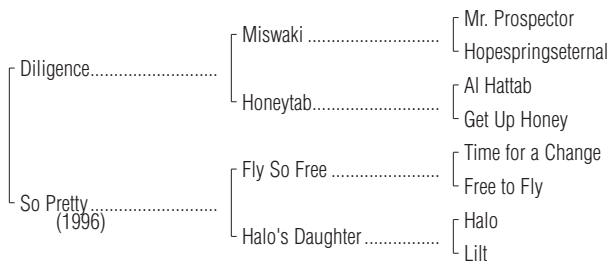 Mr. Prospector
Miswaki
Hopespringseternal
Diligence
Al Hattab
Honeytab
Get Up Honey
Time for a Change
Fly So Free
Free to Fly
So Pretty
(1996)
Halo
Halo's Daughter
Lilt